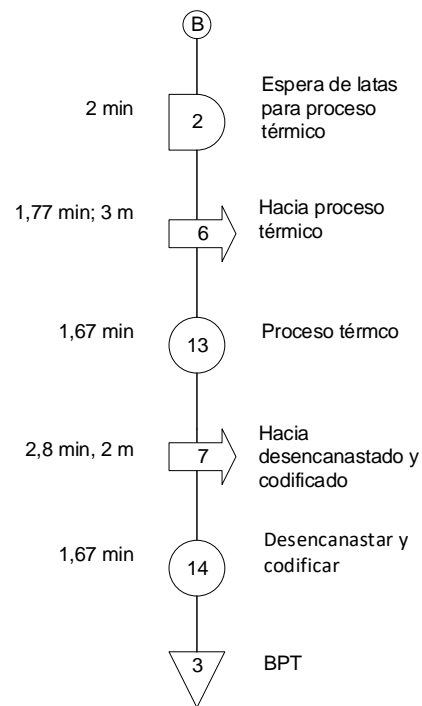 B
2 min
2
Espera de latas
para proceso
térmico
1,77 min; 3 m
6
Hacia proceso
térmico
1,67 min
13
Proceso térmco
2,8 min, 2 m
7
Hacia
desencanastado y
codificado
1,67 min
14
Desencanastar y
codificar
3
BPT